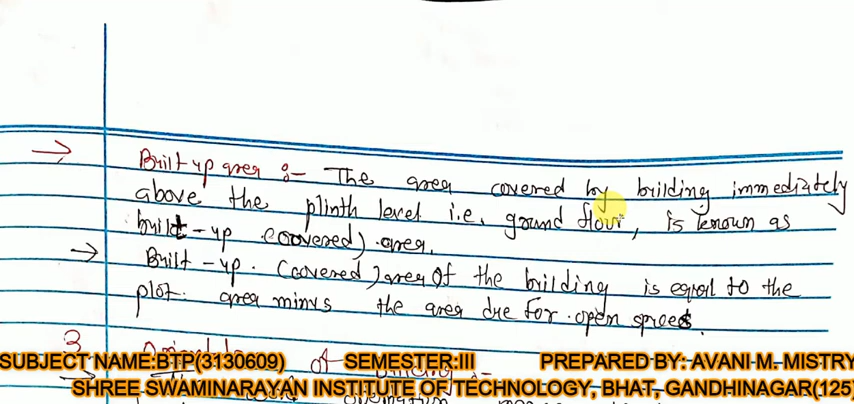 → Built up area :- The area covered by building immediately
above the plinth level i.e. ground flour, is known as
built-up (covered) area.
→ Built-up. (covered) area of the building is equal to the
plot. area minus the area due for open spaces.
3 of
SUBJECT NAME:BTP(3130609) SEMESTER:III PREPARED BY: AVANI M. MISTRY
SHREE SWAMINARAYAN INSTITUTE OF TECHNOLOGY, BHAT, GANDHINAGAR(125)